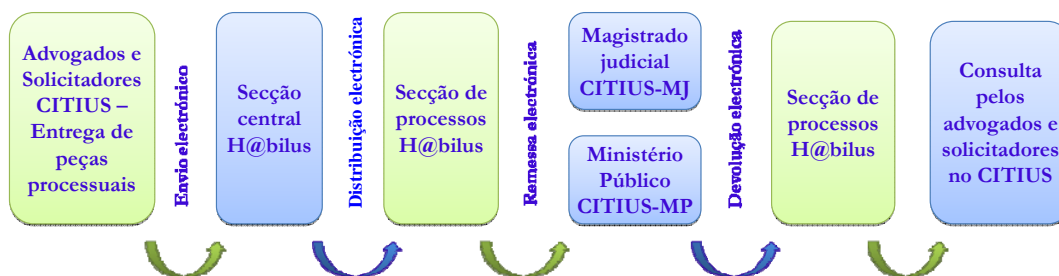 Advogados e
Solicitadores
CITIUS –
Entrega de
peças
processuais
Envio electrónico
Secção
central
H@bilus
Distribuição electrónica
Secção de
processos
H@bilus
Remessa electrónica
Magistrado
judicial
CITIUS-MJ
Ministério
Público
CITIUS-MP
Devolução electrónica
Secção de
processos
H@bilus
Consulta
pelos
advogados e
solicitadores
no CITIUS